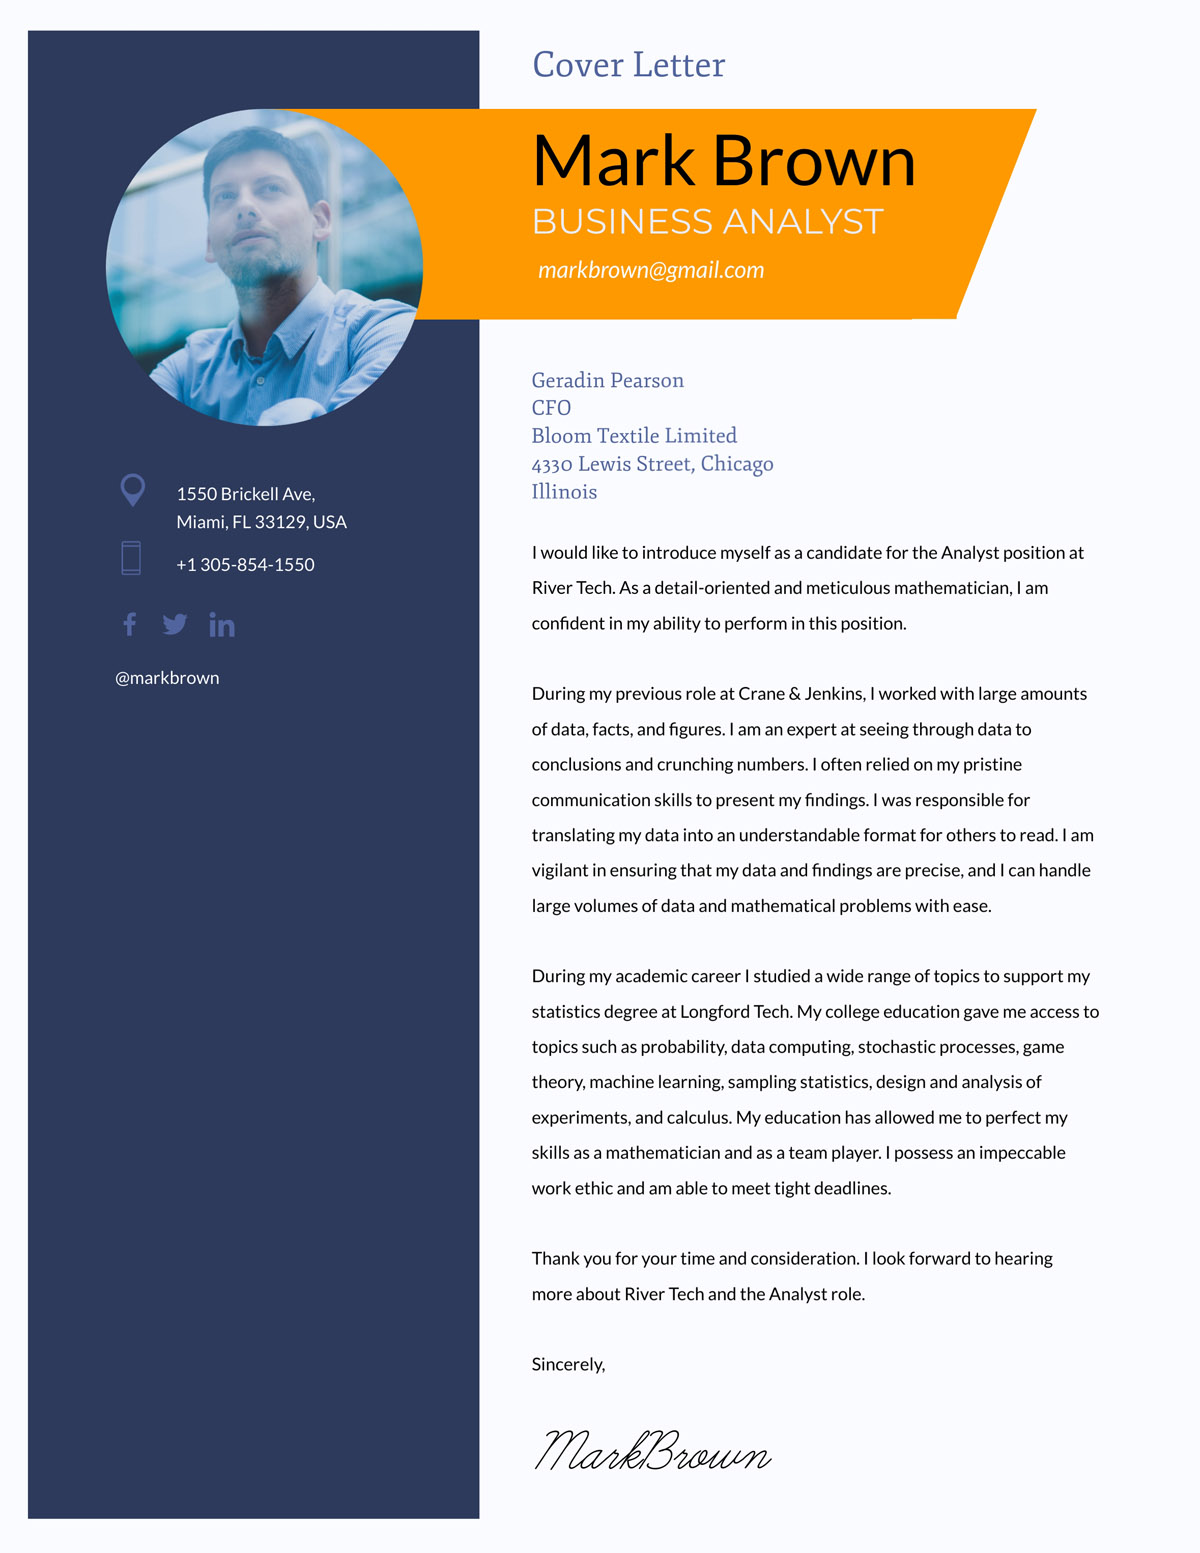 Cover Letter
Mark Brown
BUSINESS ANALYST
markbrown@gmail.com
1550 Brickell Ave,
Miami, FL 33129, USA
+1 305-854-1550
@markbrown
Geradin Pearson
CFO
Bloom Textile Limited
4330 Lewis Street, Chicago
Illinois
I would like to introduce myself as a candidate for the Analyst position at
River Tech. As a detail-oriented and meticulous mathematician, I am
confident in my ability to perform in this position.
During my previous role at Crane & Jenkins, I worked with large amounts
of data, facts, and figures. I am an expert at seeing through data to
conclusions and crunching numbers. I often relied on my pristine
communication skills to present my findings. I was responsible for
translating my data into an understandable format for others to read. I am
vigilant in ensuring that my data and findings are precise, and I can handle
large volumes of data and mathematical problems with ease.
During my academic career I studied a wide range of topics to support my
statistics degree at Longford Tech. My college education gave me access to
topics such as probability, data computing, stochastic processes, game
theory, machine learning, sampling statistics, design and analysis of
experiments, and calculus. My education has allowed me to perfect my
skills as a mathematician and as a team player. I possess an impeccable
work ethic and am able to meet tight deadlines.
Thank you for your time and consideration. I look forward to hearing
more about River Tech and the Analyst role.
Sincerely,
MarkBrown